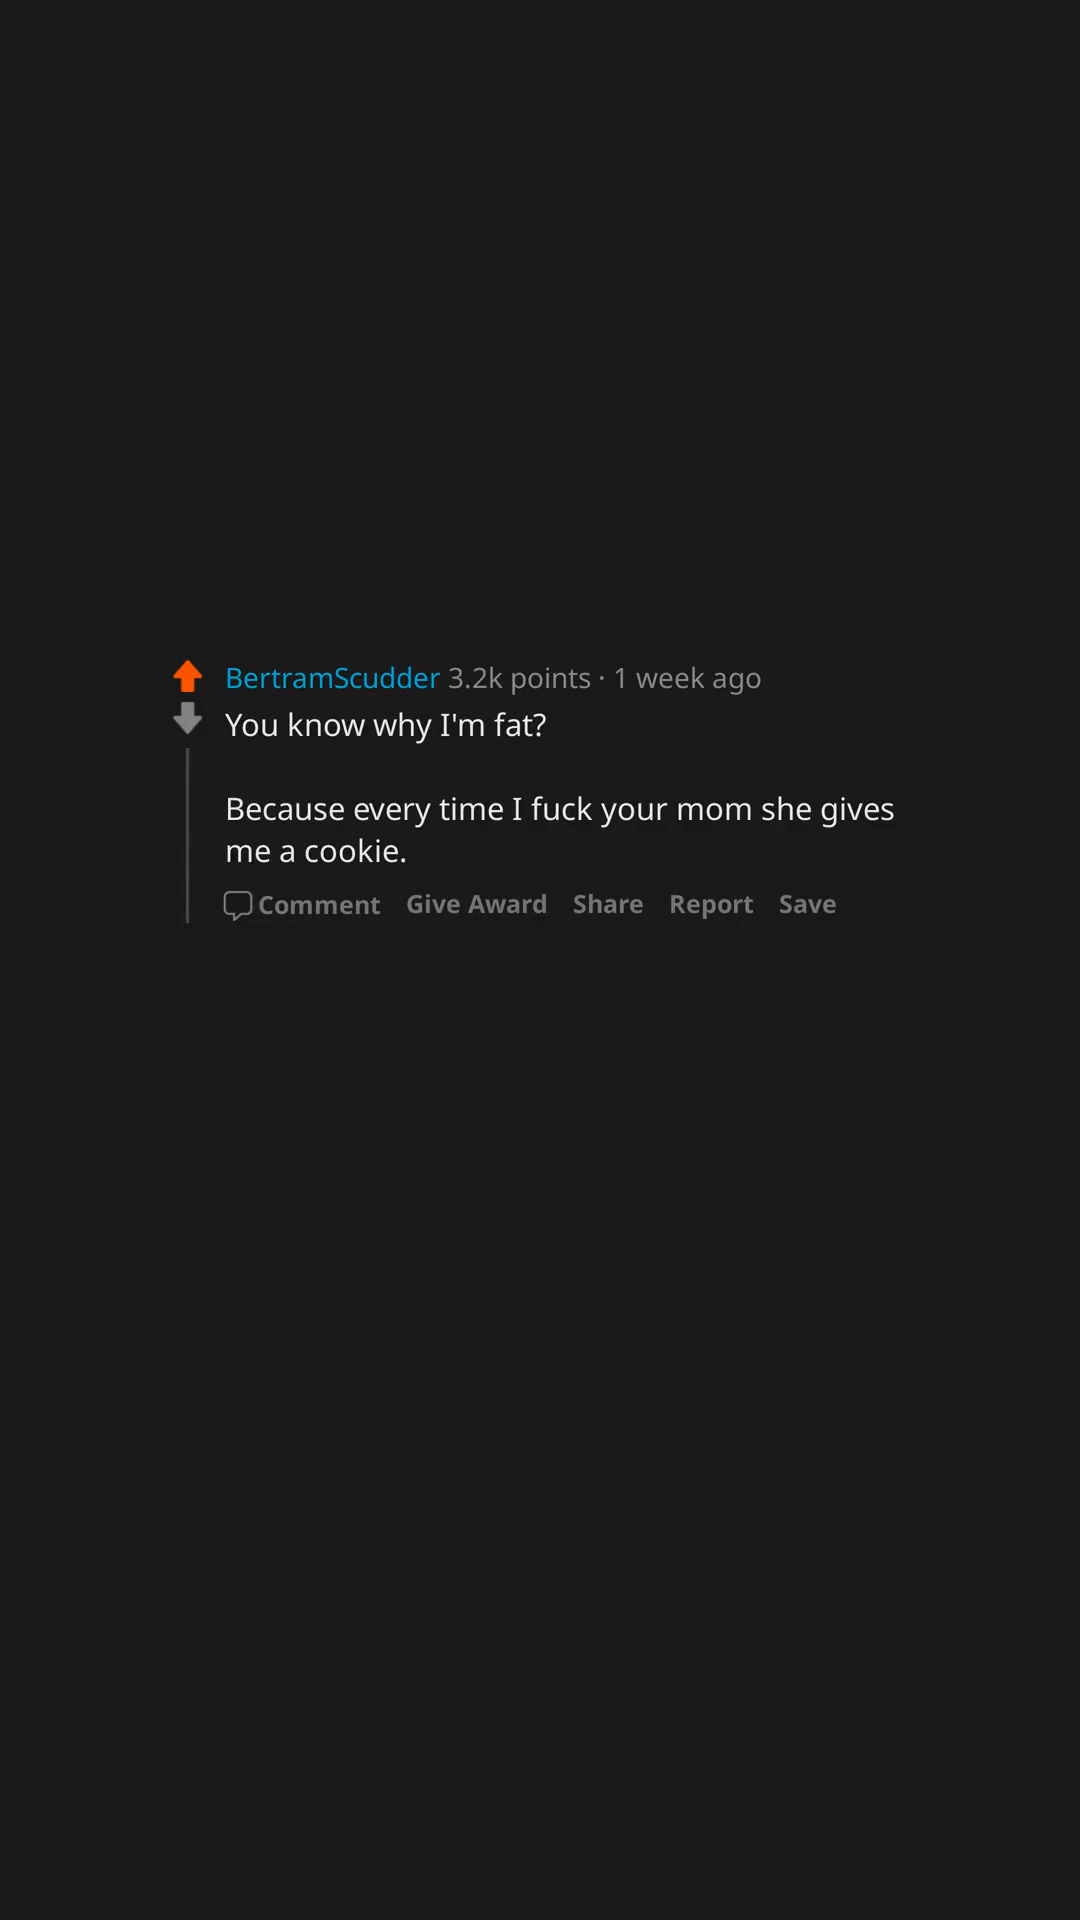 BertramScudder 3.2k points · 1 week ago
You know why I'm fat?
Because every time I fuck your mom she gives
me a cookie.
Comment Give Award Share Report Save